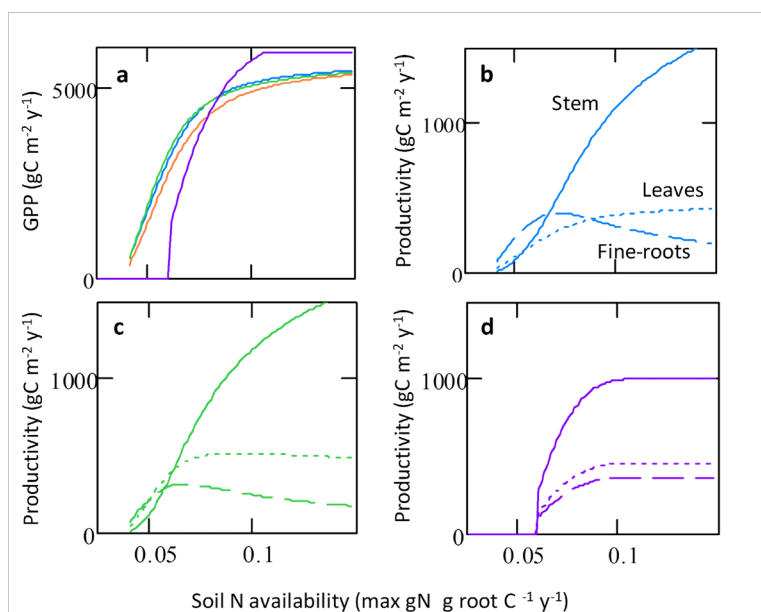 a
GPP (gC m⁻² y⁻¹)
5000
0
b
Productivity (gC m⁻² y⁻¹)
1000
0
Stem
Leaves
Fine-roots
c
Productivity (gC m⁻² y⁻¹)
1000
0
0.05
0.1
d
Productivity (gC m⁻² y⁻¹)
1000
0
0.05
0.1
Soil N availability (max gN g root C ⁻¹ y⁻¹)